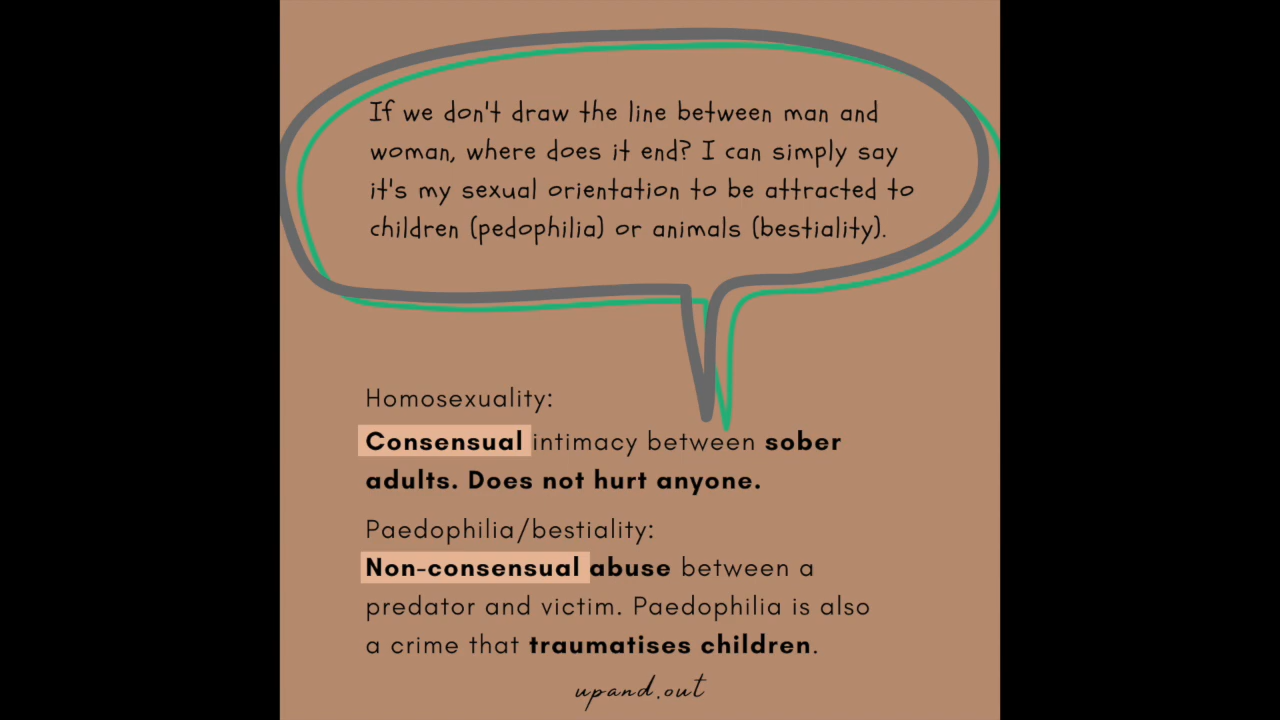 If we don't draw the line between man and
woman, where does it end? I can simply say
it's my sexual orientation to be attracted to
children (pedophilia) or animals (bestiality).
Homosexuality:
Consensual intimacy between sober
adults. Does not hurt anyone.
Paedophilia/bestiality:
Non-consensual abuse between a
predator and victim. Paedophilia is also
a crime that traumatises children.
upand.out